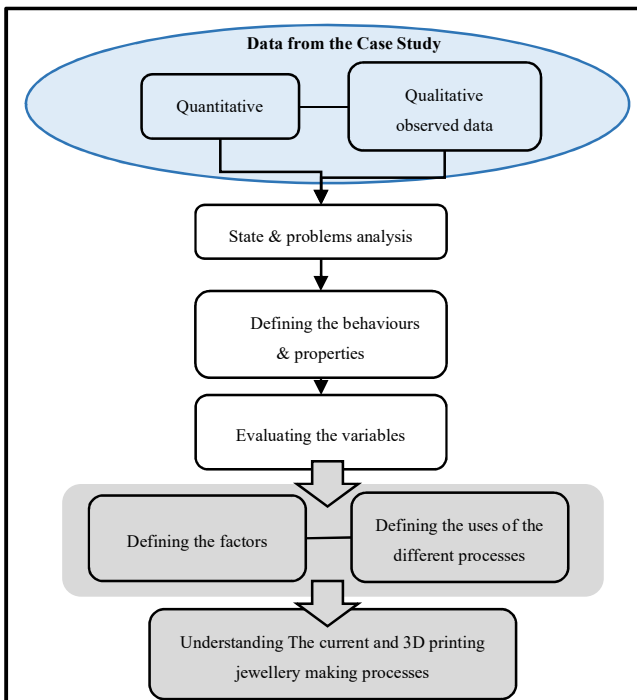 Data from the Case Study
Quantitative
Qualitative
observed data
State & problems analysis
Defining the behaviours
& properties
Evaluating the variables
Defining the factors
Defining the uses of the
different processes
Understanding The current and 3D printing
jewellery making processes